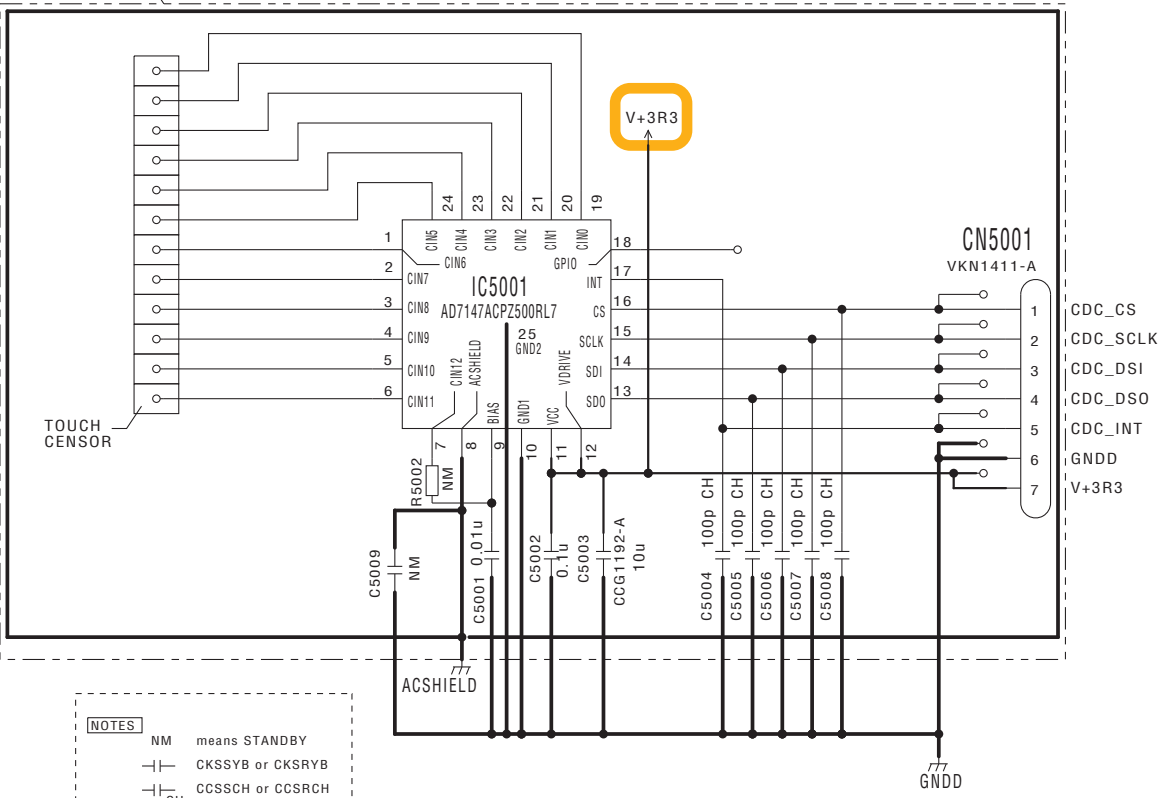 V+3R3
24
23
22
21
20
19
CIN5
CIN4
CIN3
CIN2
CIN1
CIN0
1
CIN6
GPIO
18
2
CIN7
INT
17
IC5001
AD7147ACPZ500RL7
3
CIN8
CS
16
25
GND2
4
CIN9
SCLK
15
5
CIN10
SDI
14
6
CIN11
SDO
13
CIN12
ACSHIELD
BIAS
GND1
VCC
VDRIVE
7
8
9
10
11
12
TOUCH
CENSOR
CN5001
VKN1411-A
1 CDC_CS
2 CDC_SCLK
3 CDC_DSI
4 CDC_DSO
5 CDC_INT
6 GNDD
7 V+3R3
R5002
NM
C5009
NM
C5001 0.01u
C5002
0.1u
C5003
CCG1192-A
10u
C5004 100p CH
C5005 100p CH
C5006 100p CH
C5007 100p CH
C5008 100p CH
ACSHIELD
GNDD
NOTES
NM means STANDBY
CKSSYB or CKSRYB
CCSSCH or CCSRCH